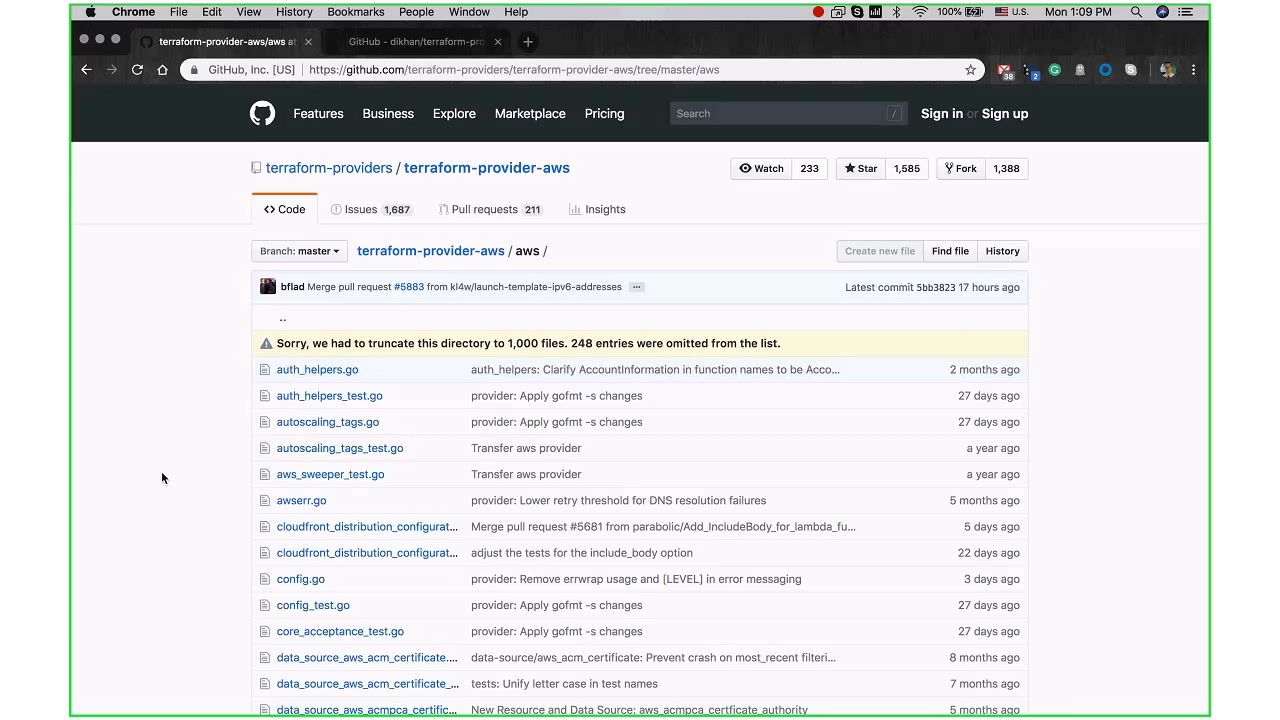 Chrome File Edit View History Bookmarks People Window Help 100% U.S. Mon 1:09 PM
terraform-provider-aws/aws at GitHub - dikhan/terraform-pro
GitHub, Inc. [US] https://github.com/terraform-providers/terraform-provider-aws/tree/master/aws 38 2
Features Business Explore Marketplace Pricing Search / Sign in or Sign up
terraform-providers / terraform-provider-aws Watch 233 Star 1,585 Fork 1,388
Code Issues 1,687 Pull requests 211 Insights
Branch: master terraform-provider-aws / aws / Create new file Find file History
bflad Merge pull request #5883 from kl4w/launch-template-ipv6-addresses ... Latest commit 5bb3823 17 hours ago
..
Sorry, we had to truncate this directory to 1,000 files. 248 entries were omitted from the list.
auth_helpers.go auth_helpers: Clarify AccountInformation in function names to be Acco... 2 months ago
auth_helpers_test.go provider: Apply gofmt -s changes 27 days ago
autoscaling_tags.go provider: Apply gofmt -s changes 27 days ago
autoscaling_tags_test.go Transfer aws provider a year ago
aws_sweeper_test.go Transfer aws provider a year ago
awserr.go provider: Lower retry threshold for DNS resolution failures 5 months ago
cloudfront_distribution_configurat... Merge pull request #5681 from parabolic/Add_IncludeBody_for_lambda_fu... 5 days ago
cloudfront_distribution_configurat... adjust the tests for the include_body option 22 days ago
config.go provider: Remove errwrap usage and [LEVEL] in error messaging 3 days ago
config_test.go provider: Apply gofmt -s changes 27 days ago
core_acceptance_test.go provider: Apply gofmt -s changes 27 days ago
data_source_aws_acm_certificate.... data-source/aws_acm_certificate: Prevent crash on most_recent filteri... 8 months ago
data_source_aws_acm_certificate_... tests: Unify letter case in test names 7 months ago
data_source_aws_acmpca_certific... New Resource and Data Source: aws_acmpca_certficate_authority 5 months ago